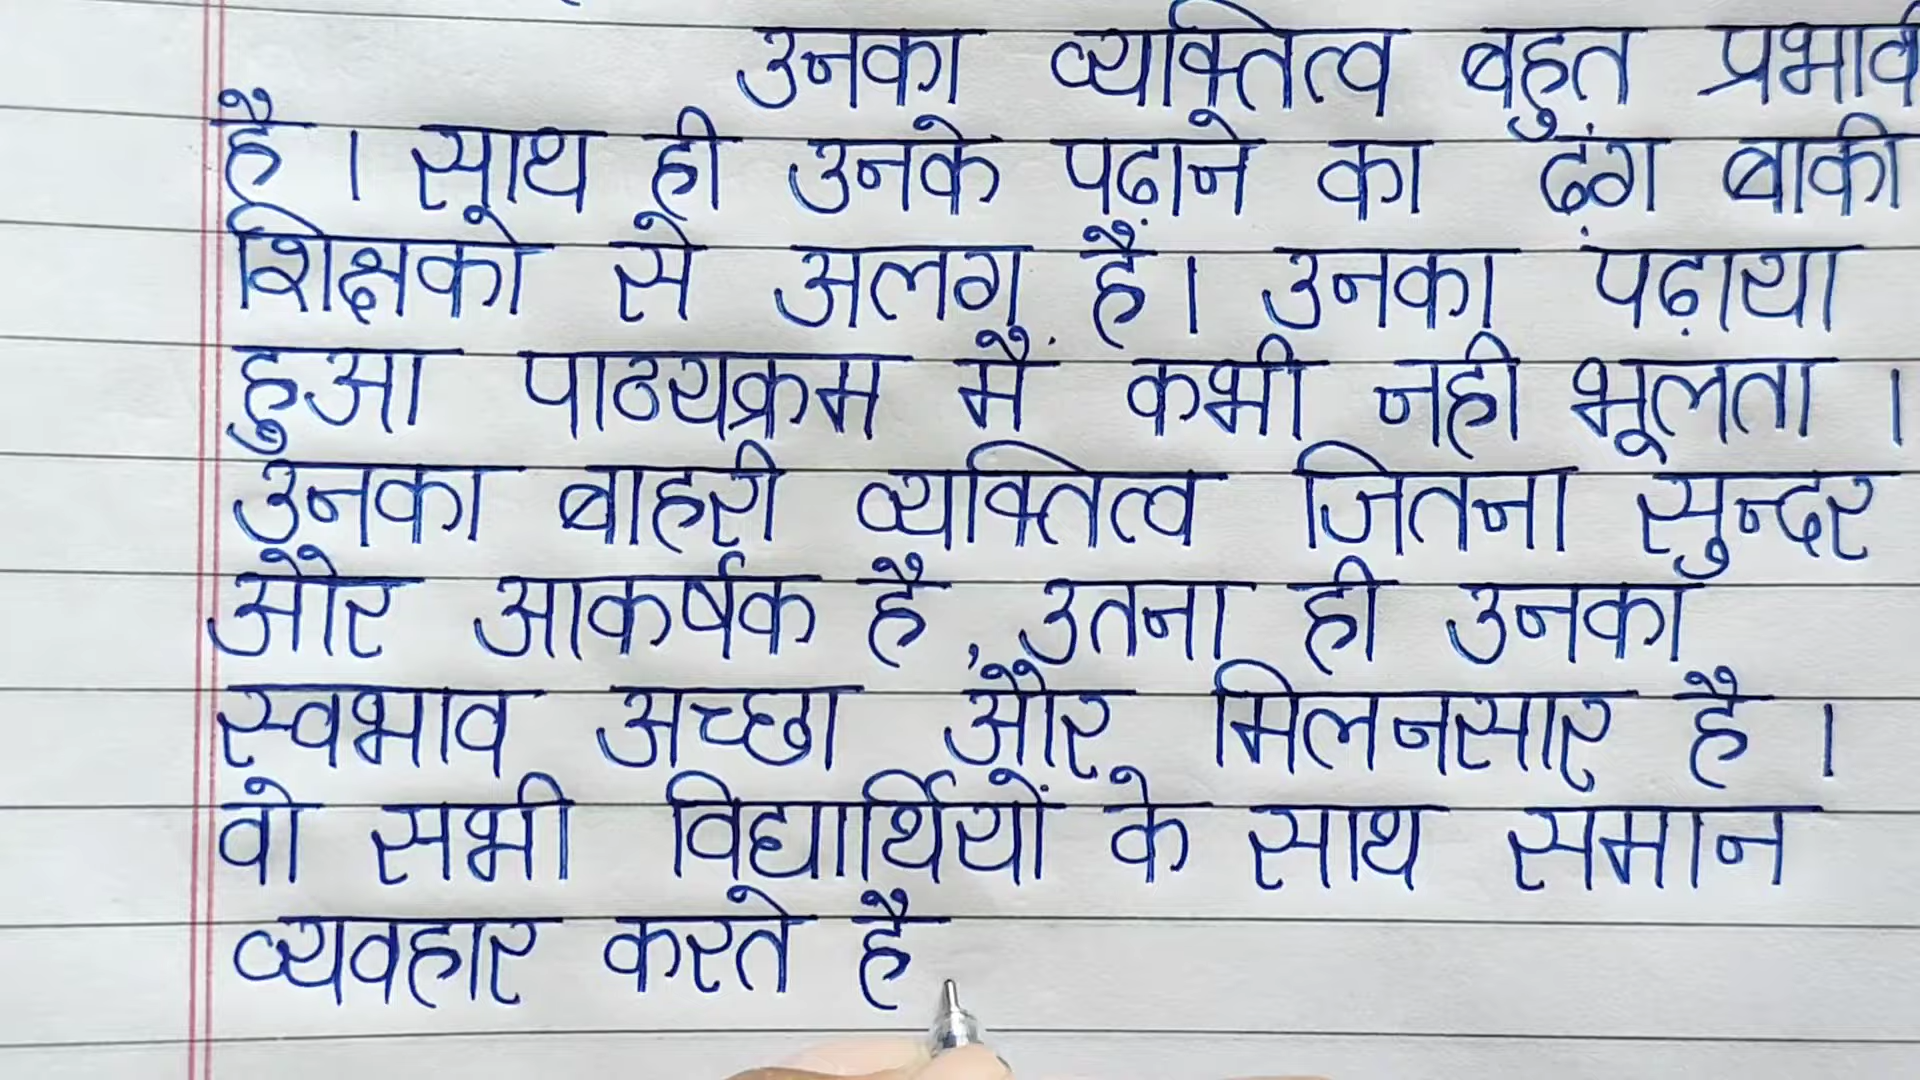 उनका व्यक्तित्व बहुत प्रभाव
है । साथ ही उनके पढ़ाने का ढंग बाकी
शिक्षको से अलग है। उनका पढ़ाया
हुआ पाठ्यक्रम मैं कभी नही भूलता ।
उनका बाहरी व्यक्तित्व जितना सुन्दर
और आकर्षक है , उतना ही उनका
स्वभाव अच्छा और मिलनसार है ।
वो सभी विद्यार्थियों के साथ समान
व्यवहार करते है